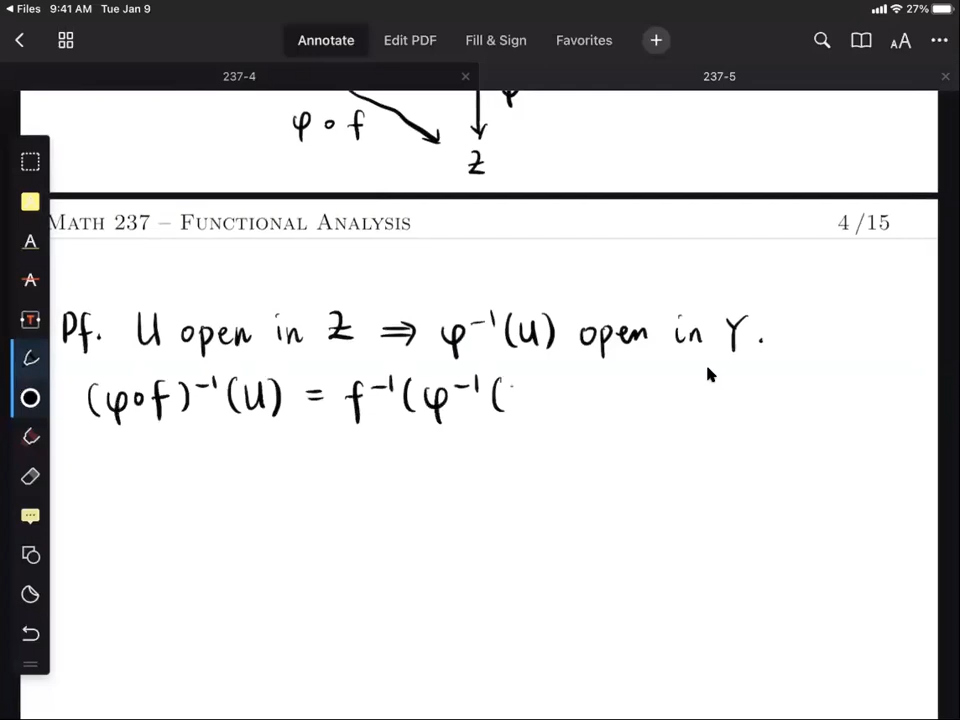 Files 9:41 AM Tue Jan 9 27%
Annotate Edit PDF Fill & Sign Favorites
237-4 237-5
φ
φ ∘ f
Z
MATH 237 – FUNCTIONAL ANALYSIS 4/15
Pf. U open in Z ⇒ φ⁻¹(U) open in Y.
(φ∘f)⁻¹(U) = f⁻¹(φ⁻¹(